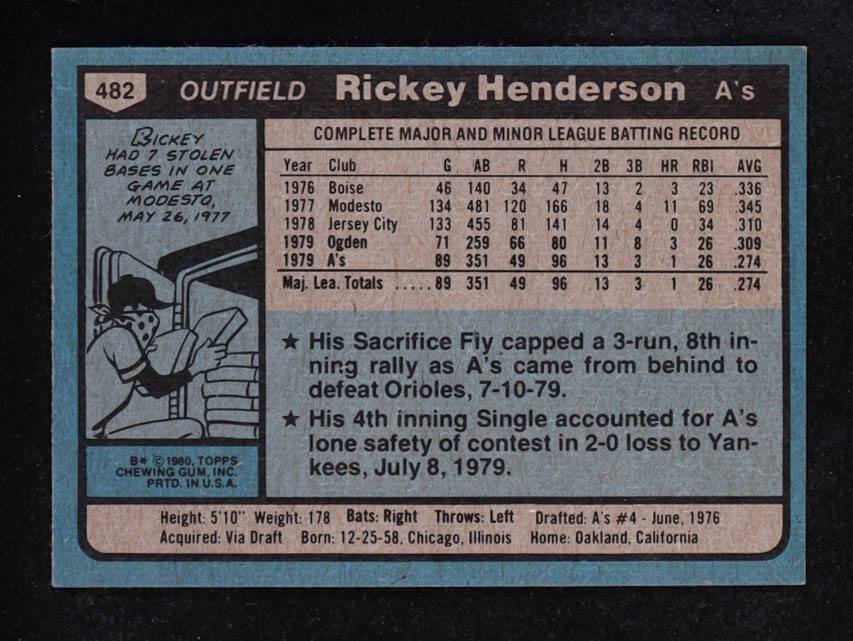 482 OUTFIELD Rickey Henderson A's
RICKEY
HAD 7 STOLEN
BASES IN ONE
GAME AT
MODESTO,
MAY 26, 1977
COMPLETE MAJOR AND MINOR LEAGUE BATTING RECORD
Year Club G AB R H 2B 3B HR RBI AVG
1976 Boise 46 140 34 47 13 2 3 23 .336
1977 Modesto 134 481 120 166 18 4 11 69 .345
1978 Jersey City 133 455 81 141 14 4 0 34 .310
1979 Ogden 71 259 66 80 11 8 3 26 .309
1979 A's 89 351 49 96 13 3 1 26 .274
Maj. Lea. Totals .....89 351 49 96 13 3 1 26 .274
★ His Sacrifice Fly capped a 3-run, 8th in-
ning rally as A's came from behind to
defeat Orioles, 7-10-79.
★ His 4th inning Single accounted for A's
lone safety of contest in 2-0 loss to Yan-
kees, July 8, 1979.
B* © 1980, TOPPS
CHEWING GUM, INC.
PRTD. IN U.S.A.
Height: 5'10" Weight: 178 Bats: Right Throws: Left Drafted: A's #4 - June, 1976
Acquired: Via Draft Born: 12-25-58, Chicago, Illinois Home: Oakland, California